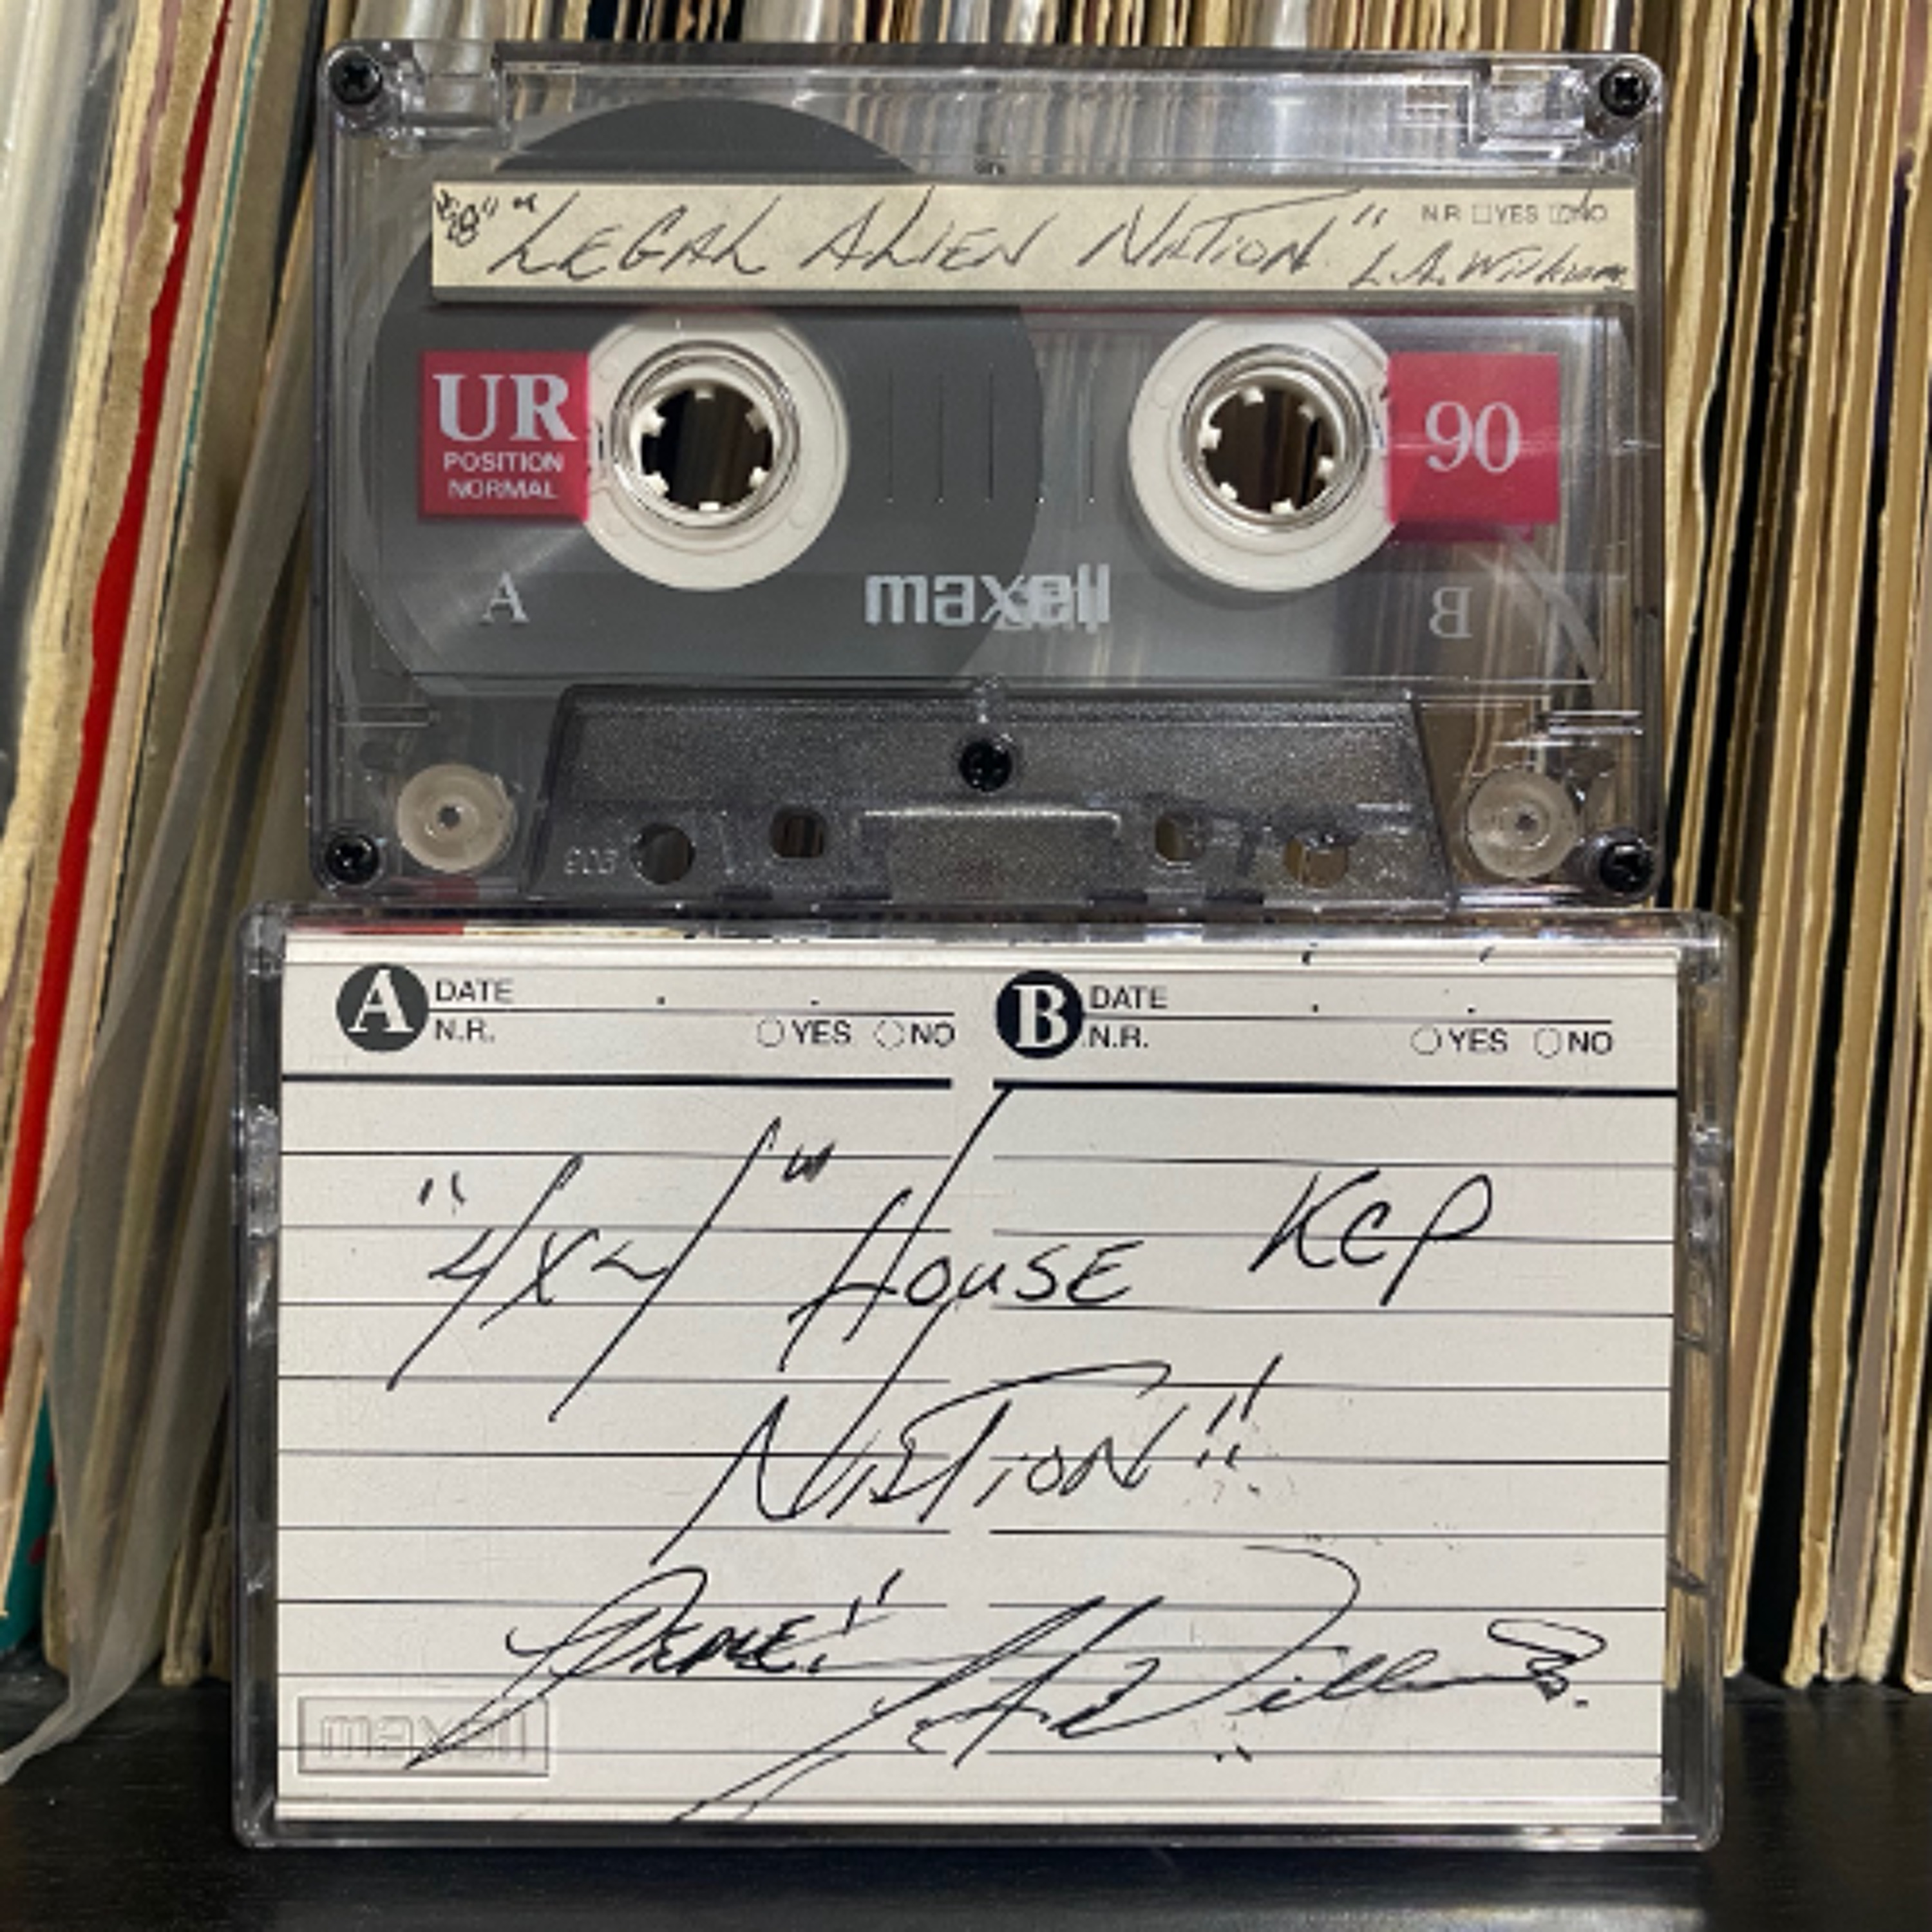 "LEGAL ALIEN NATION"
N.R □YES □NO
L.A. Williams
UR
POSITION
NORMAL
90
A
maxell
B
A DATE
N.R. ○YES ○NO
B DATE
N.R. ○YES ○NO
"4x4" HOUSE KCP
NATION"
PEACE!
maxell